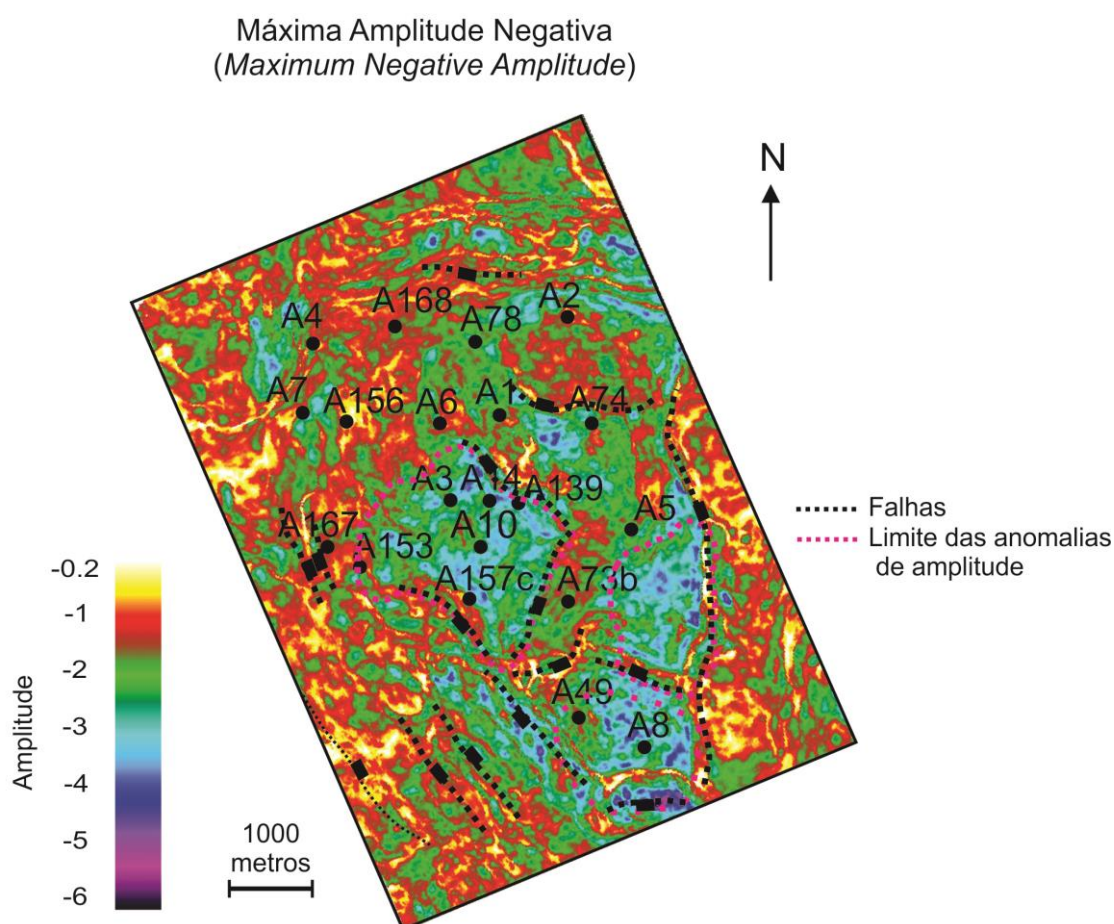 Máxima Amplitude Negativa
(Maximum Negative Amplitude)
N
A2
A168
A78
A4
A7
A156
A6
A1
A74
A3
A14
A139
A5
A167
A153
A10
A157c
A73b
A49
A8
Falhas
Limite das anomalias
de amplitude
Amplitude
-0.2
-1
-2
-3
-4
-5
-6
1000
metros